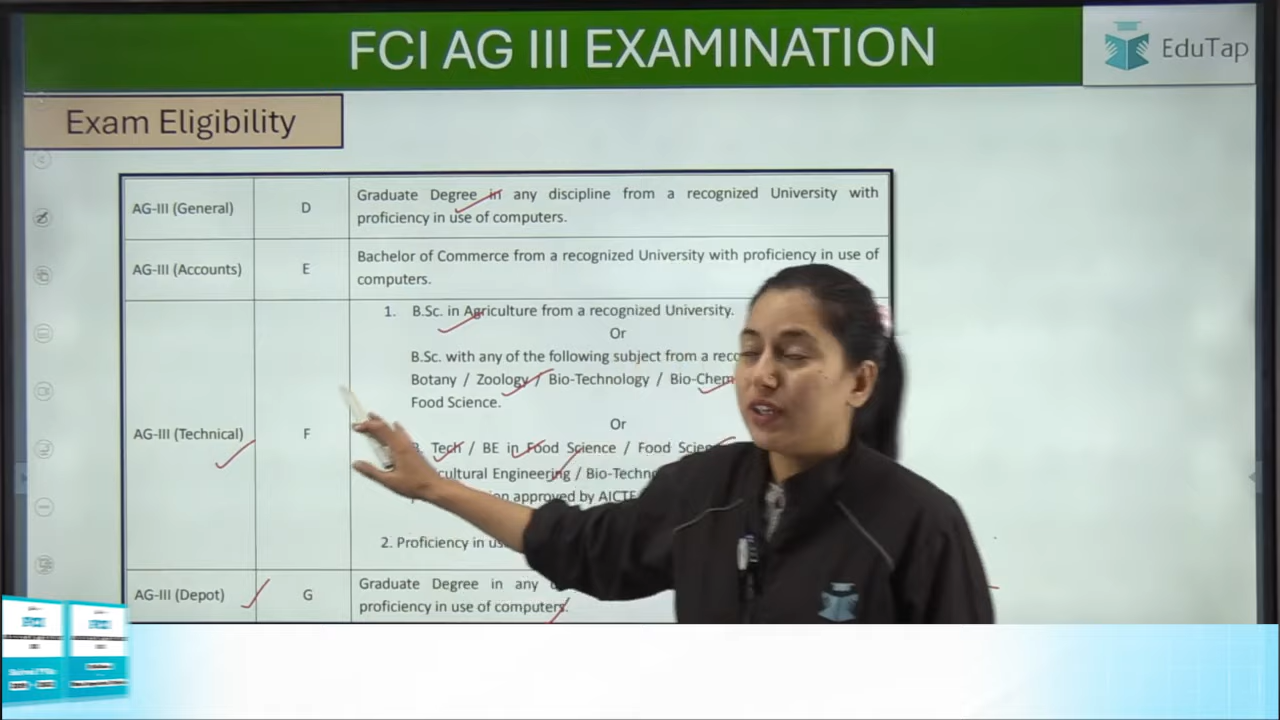 FCI AG III EXAMINATION
EduTap
Exam Eligibility
AG-III (General)
D
Graduate Degree in any discipline from a recognized University with
proficiency in use of computers.
AG-III (Accounts)
E
Bachelor of Commerce from a recognized University with proficiency in use of
computers.
AG-III (Technical)
F
1. B.Sc. in Agriculture from a recognized University.
Or
B.Sc. with any of the following subject from a
Botany / Zoology / Bio-Technology /
Food Science.
Or
Tech / BE in Food Science / Food
Engineering /
approved by AICTE
2. Proficiency in
AG-III (Depot)
G
Graduate Degree in any
proficiency in use of computers.
FCI
FCI